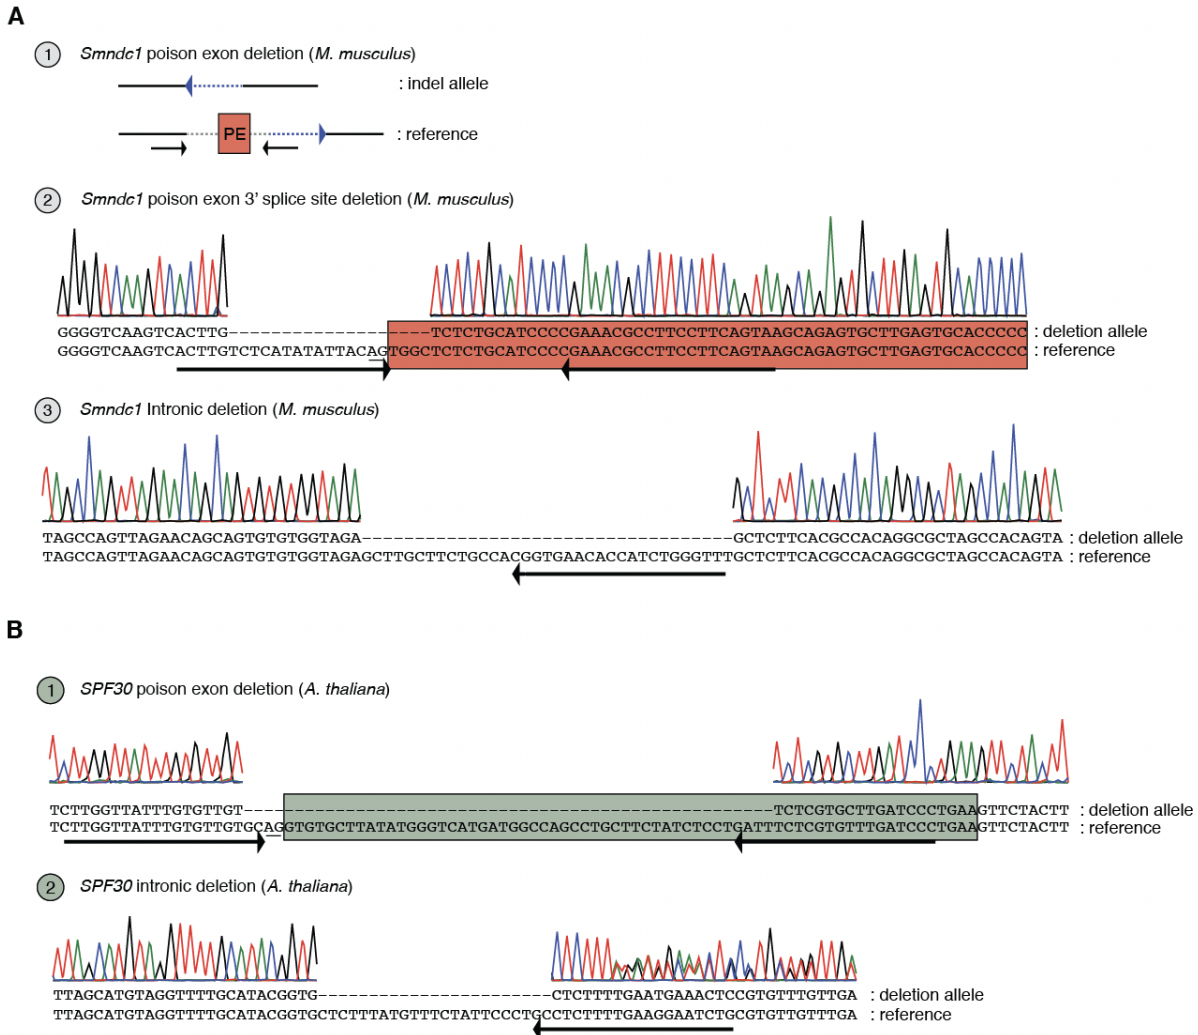 A
1 Smndc1 poison exon deletion (M. musculus)
: indel allele
PE : reference
2 Smndc1 poison exon 3' splice site deletion (M. musculus)
GGGGTCAAGTCACTTG-------------------TCTCTGCATCCCCGAAACGCCTTCCTTCAGTAAGCAGAGTGCTTGAGTGCACCCCC : deletion allele
GGGGTCAAGTCACTTGTCTCATATATTACAGTGGCTCTCTGCATCCCCGAAACGCCTTCCTTCAGTAAGCAGAGTGCTTGAGTGCACCCCC : reference
3 Smndc1 Intronic deletion (M. musculus)
TAGCCAGTTAGAACAGCAGTGTGTGGTAGA-----------------------------------GCTCTTCACGCCACAGGCGCTAGCCACAGTA : deletion allele
TAGCCAGTTAGAACAGCAGTGTGTGGTAGAGCTTGCTTCTGCCACGGTGAACACCATCTGGGTTTGCTCTTCACGCCACAGGCGCTAGCCACAGTA : reference
B
1 SPF30 poison exon deletion (A. thaliana)
TCTTGGTTATTTGTGTTGT--------------------------------------------------TCTCGTGCTTGATCCCTGAAGTTCTACTT : deletion allele
TCTTGGTTATTTGTGTTGTGCAGGTGTGCTTATATGGGTCATGATGGCCAGCCTGCTTCTATCTCCTGATTTCTCGTGTTTGATCCCTGAAGTTCTACTT : reference
2 SPF30 intronic deletion (A. thaliana)
TTAGCATGTAGGTTTTGCATACGGTG-----------------------CTCTTTTGAATGAAACTCCGTGTTTGTTGA : deletion allele
TTAGCATGTAGGTTTTGCATACGGTGCTCTTTATGTTTCTATTCCCTGCCTCTTTTGAAGGAATCTGCGTGTTGTTTGA : reference